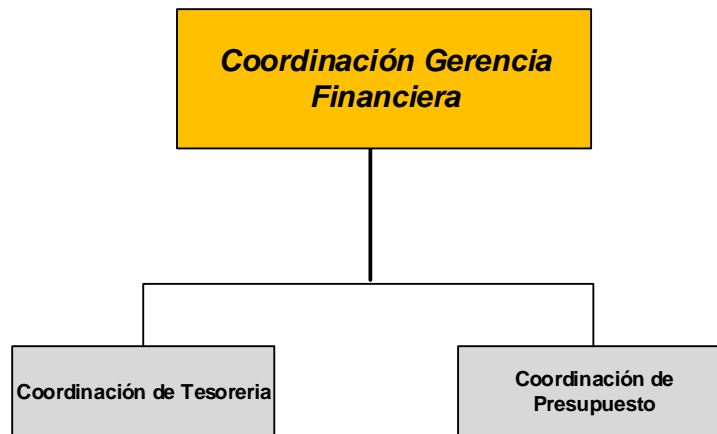 Coordinación Gerencia
Financiera
Coordinación de Tesoreria
Coordinación de
Presupuesto